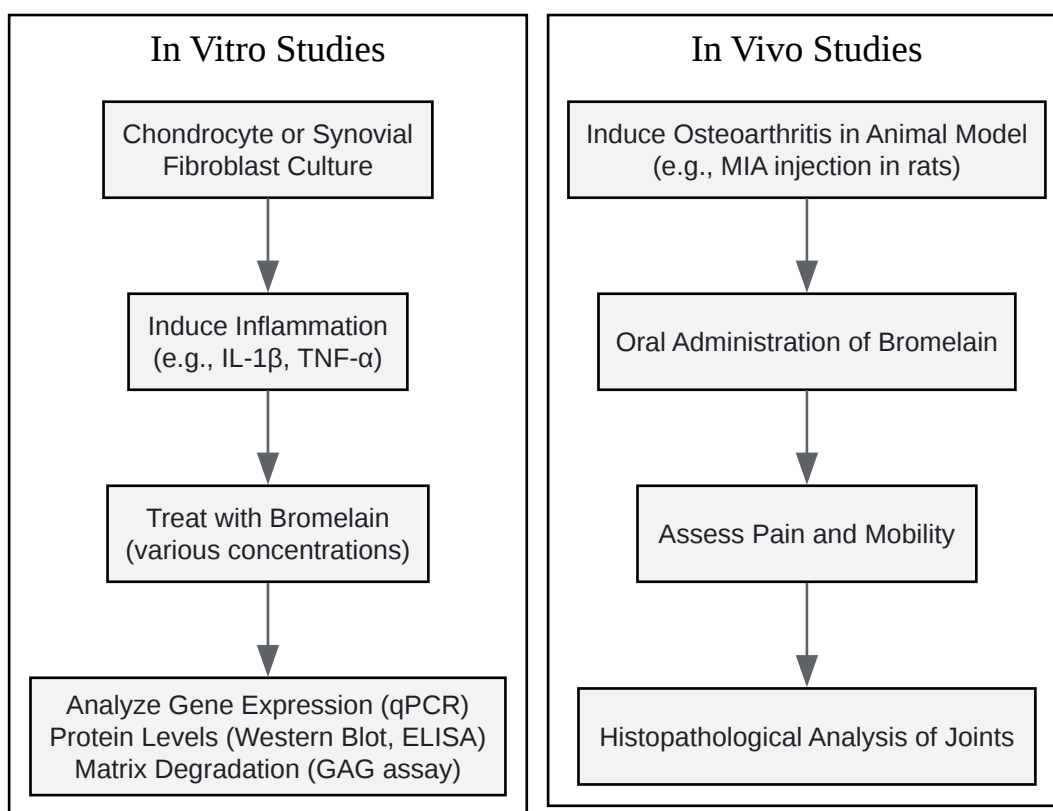 In Vitro Studies
Chondrocyte or Synovial
Fibroblast Culture
Induce Inflammation
(e.g., IL-1β, TNF-α)
Treat with Bromelain
(various concentrations)
Analyze Gene Expression (qPCR)
Protein Levels (Western Blot, ELISA)
Matrix Degradation (GAG assay)
In Vivo Studies
Induce Osteoarthritis in Animal Model
(e.g., MIA injection in rats)
Oral Administration of Bromelain
Assess Pain and Mobility
Histopathological Analysis of Joints